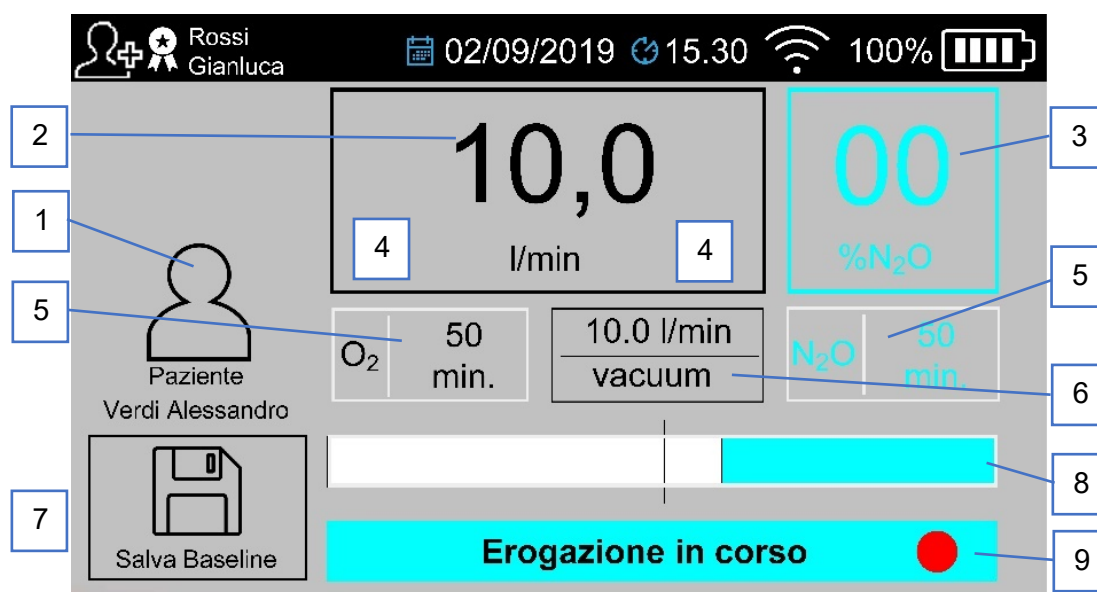 Rossi
Gianluca
02/09/2019 15.30 100%
2
10,0
00
3
1
4
l/min
4
%N₂O
5
5
O₂
50
min.
10.0 l/min
vacuum
N₂O
50
min.
6
Paziente
Verdi Alessandro
8
7
Salva Baseline
Erogazione in corso
9